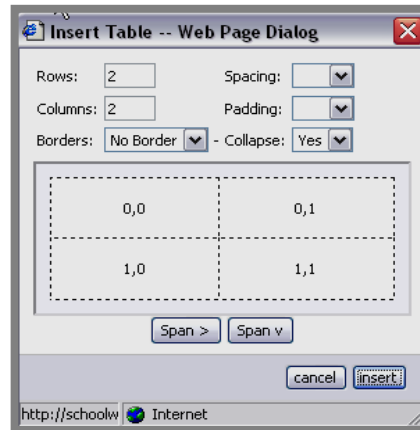 Insert Table -- Web Page Dialog
Rows: 2 Spacing:
Columns: 2 Padding:
Borders: No Border - Collapse: Yes
0,0 0,1
1,0 1,1
Span > Span v
cancel insert
http://schoolw Internet